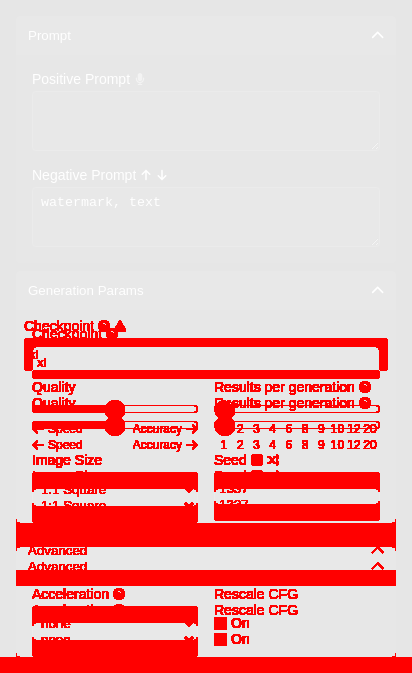 Prompt
Positive Prompt
Negative Prompt ↑ ↓
watermark, text
Generation Params
Checkpoint
Checkpoint
xl
xl
Quality Results per generation
Quality Results per generation
← Speed Accuracy → 2 3 4 6 8 9 10 12 20
← Speed Accuracy → 1 2 3 4 6 8 9 10 12 20
Image Size Seed
1:1 Square 1337
1:1 Square 1337
Advanced
Advanced
Acceleration Rescale CFG
Acceleration Rescale CFG
none On
none On